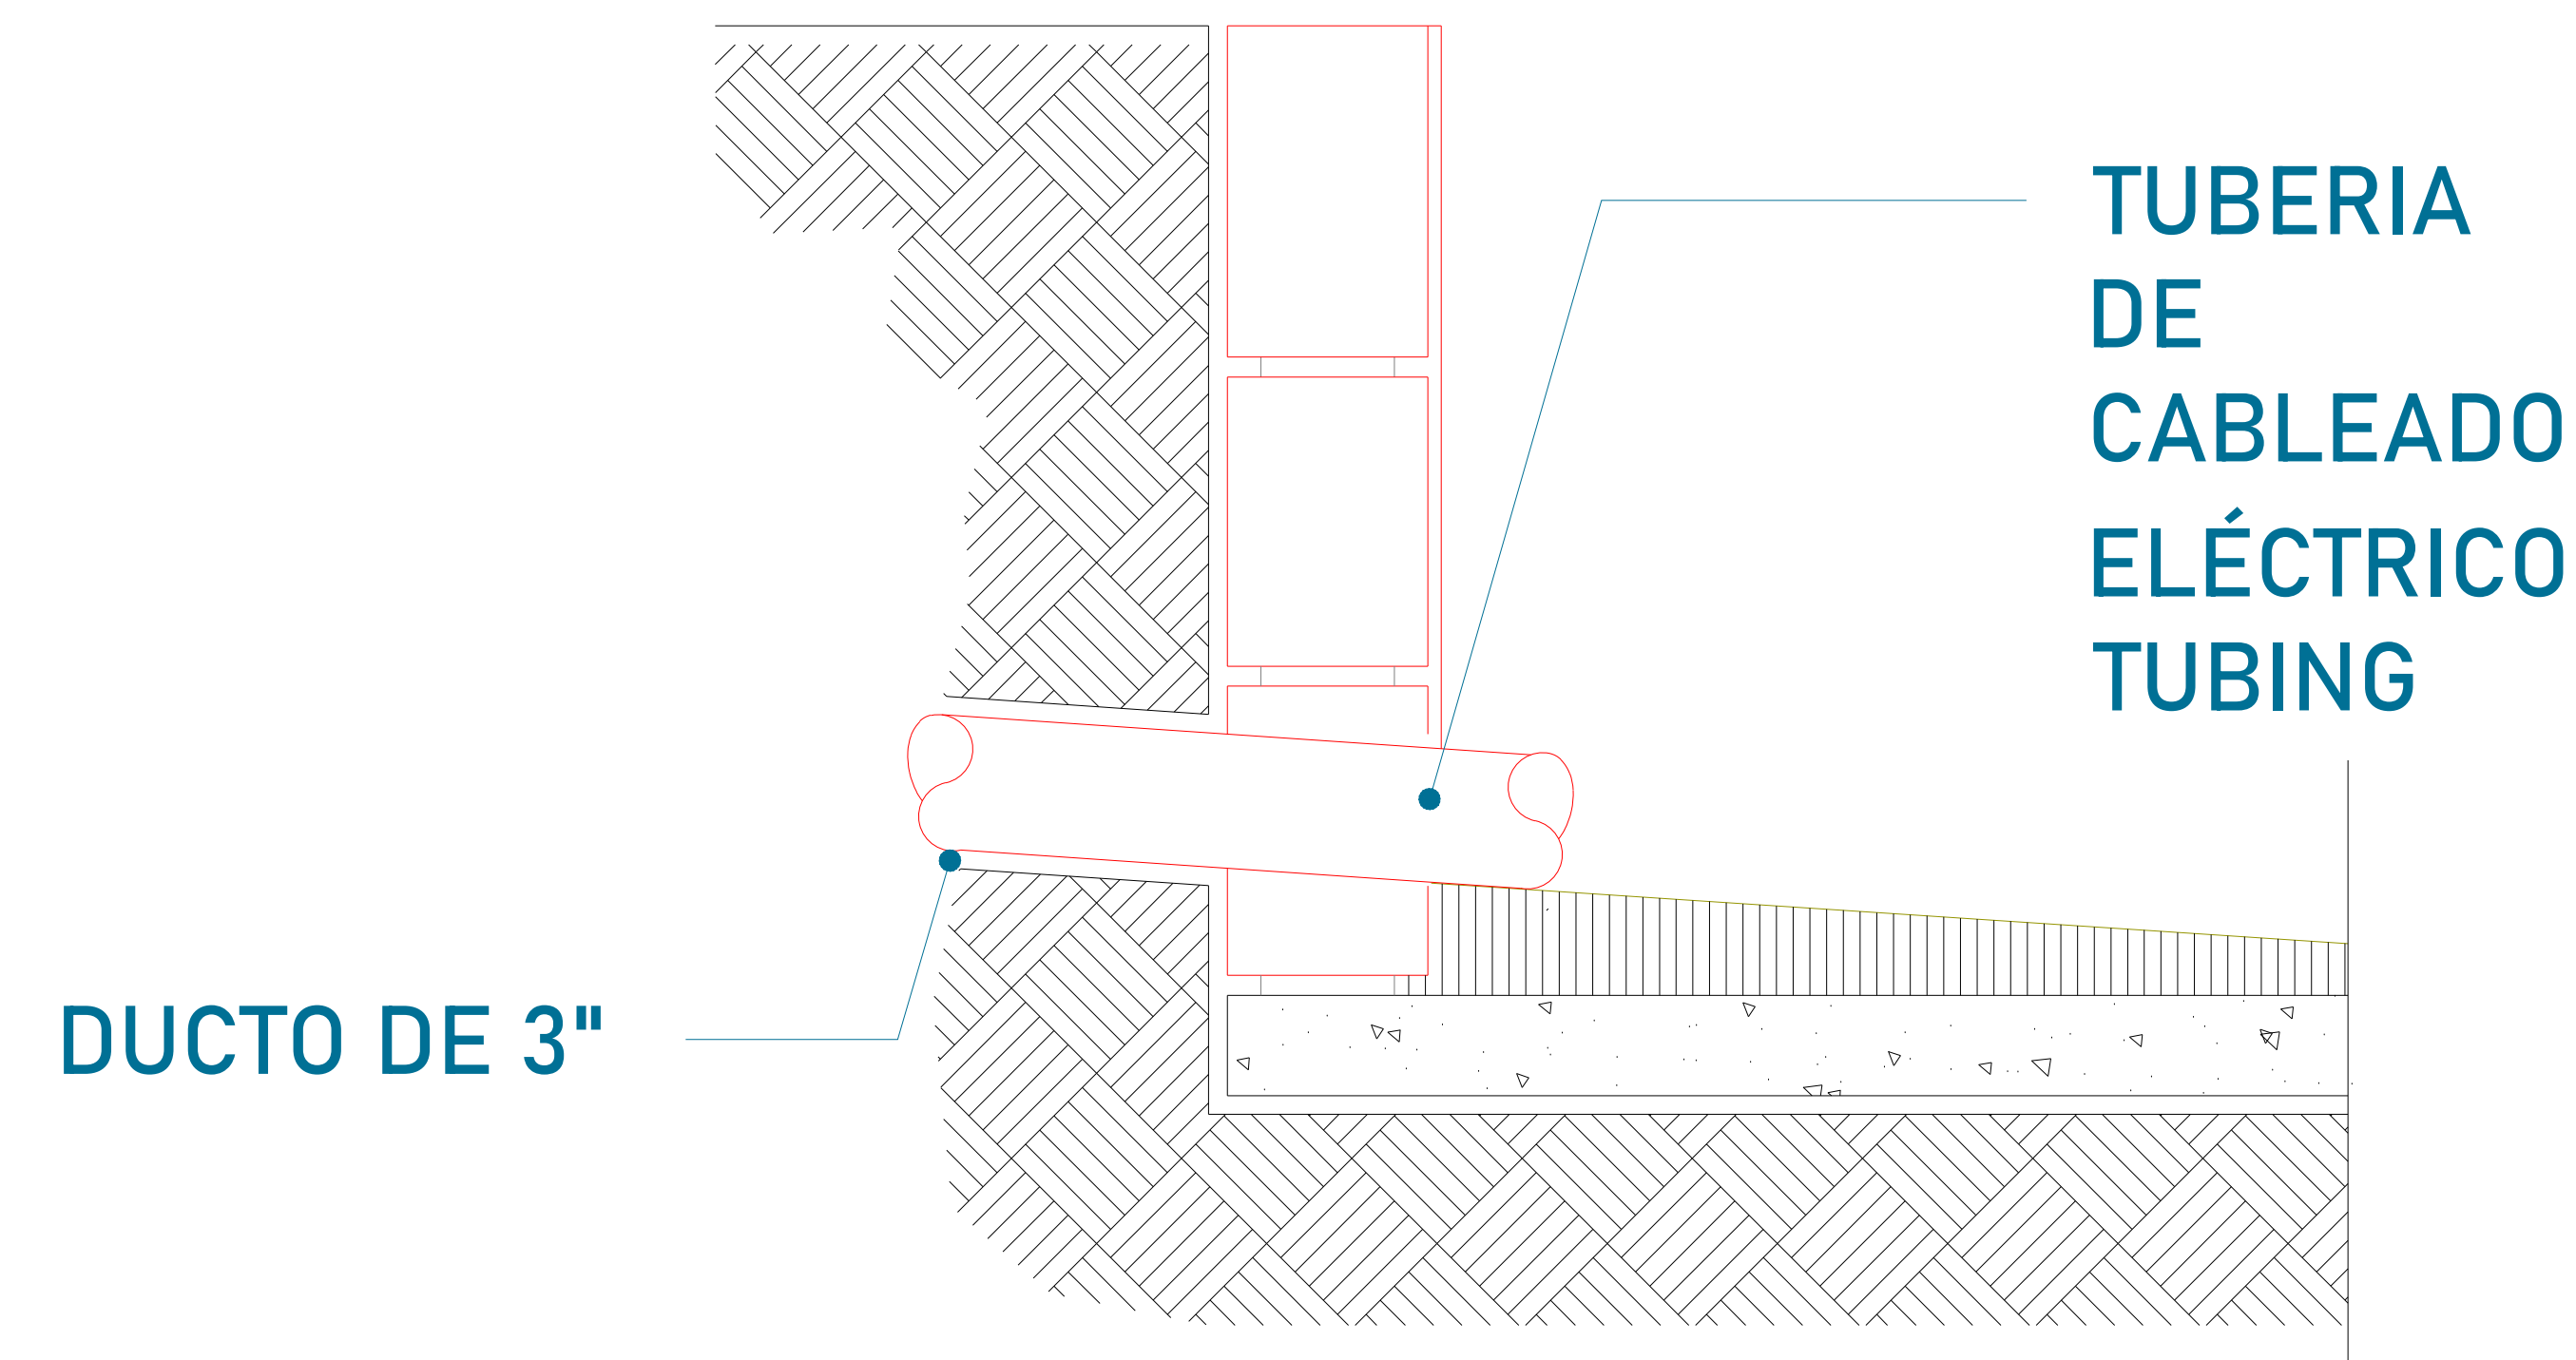 TUBERIA
DE
CABLEADO
ELÉCTRICO
TUBING
DUCTO DE 3"